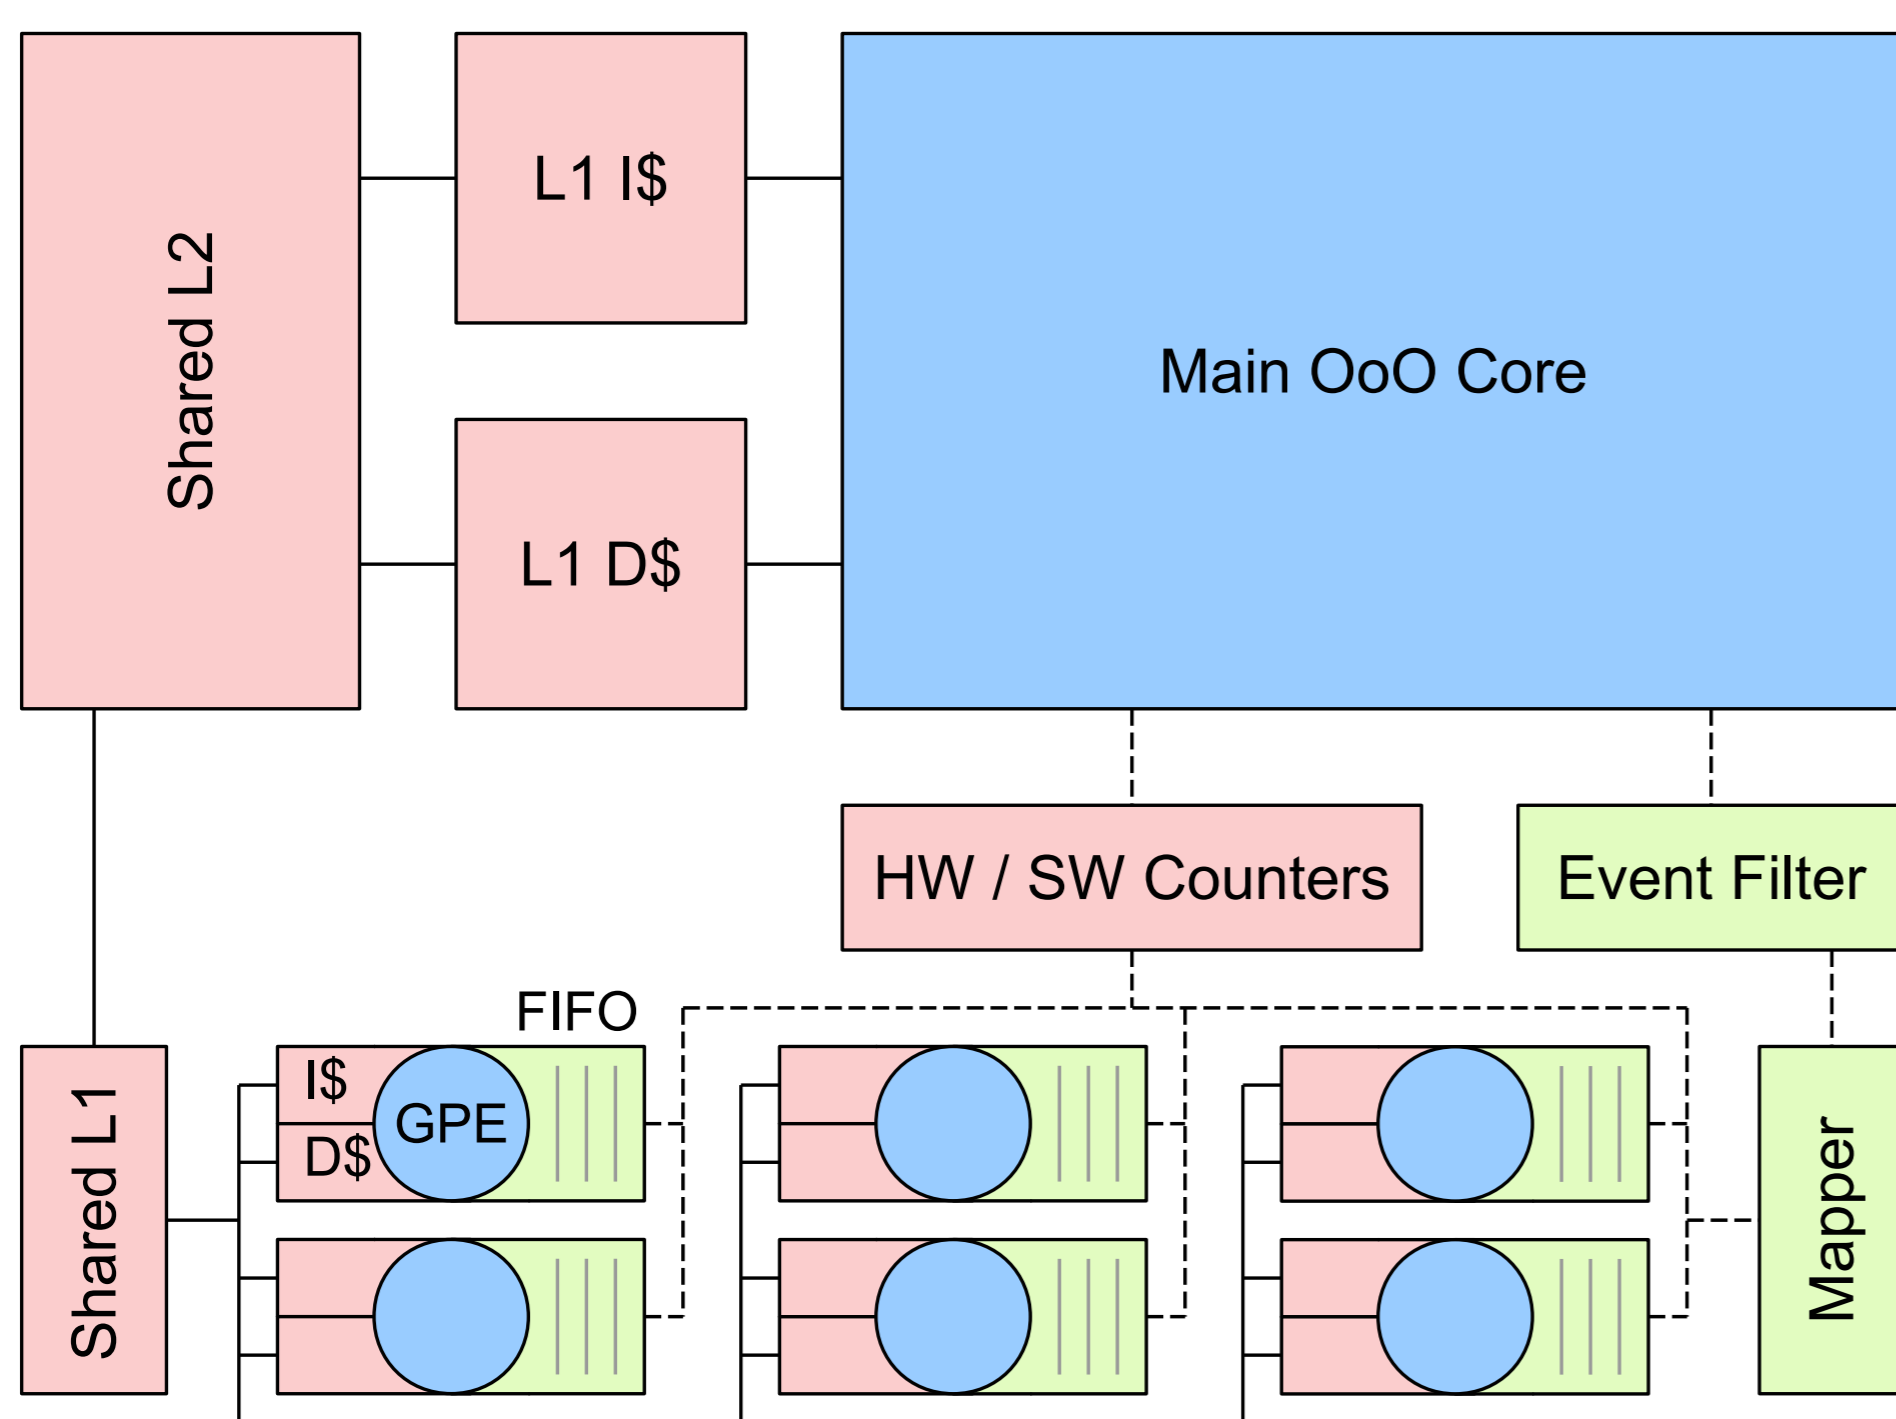 Shared L2
L1 I$
Main OoO Core
L1 D$
HW / SW Counters
Event Filter
FIFO
Shared L1
I$
GPE
D$
Mapper